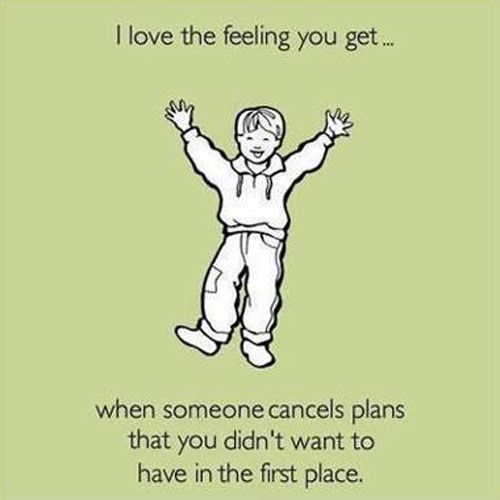 I love the feeling you get...
when someone cancels plans
that you didn't want to
have in the first place.